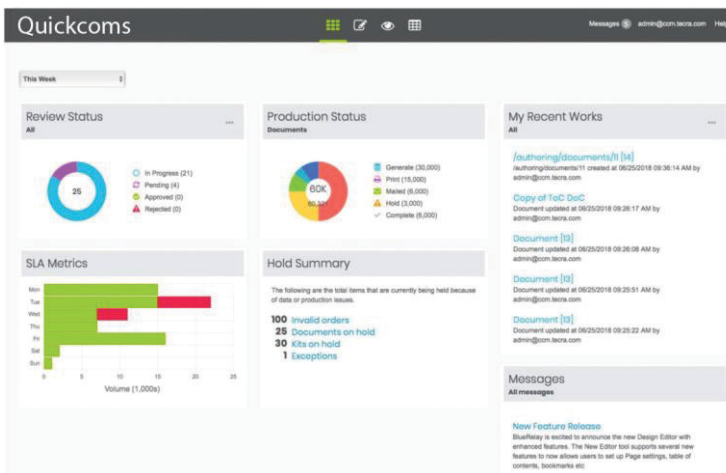 Quickcoms
Messages 5 admin@ccm.tecra.com Help
This Week
Review Status
All
25
In Progress (21)
Pending (4)
Approved (0)
Rejected (0)
Production Status
Documents
60K
Generate (30,000)
Print (15,000)
Mailed (6,000)
Hold (3,000)
Complete (6,000)
My Recent Works
All
/authoring/documents/11 [14]
/authoring/documents/11 created at 06/25/2018 09:36:14 AM by
admin@ccm.tecra.com
Copy of ToC DoC
Document updated at 06/25/2018 09:26:17 AM by
admin@ccm.tecra.com
Document [13]
Document updated at 06/25/2018 09:26:08 AM by
admin@ccm.tecra.com
Document [13]
Document updated at 06/25/2018 09:25:51 AM by
admin@ccm.tecra.com
Document [13]
Document updated at 06/25/2018 09:25:22 AM by
admin@ccm.tecra.com
SLA Metrics
Mon
Tue
Wed
Thu
Fri
Sat
Sun
0 5 10 15 20 25
Volume (1,000s)
Hold Summary
The following are the total items that are currently being held because
of data or production issues.
100 Invalid orders
25 Documents on hold
30 Kits on hold
1 Exceptions
Messages
All messages
New Feature Release
BlueRelay is excited to announce the new Design Editor with
enhanced features. The New Editor tool supports several new
features to now allows users to set up Page settings, table of
contents, bookmarks etc